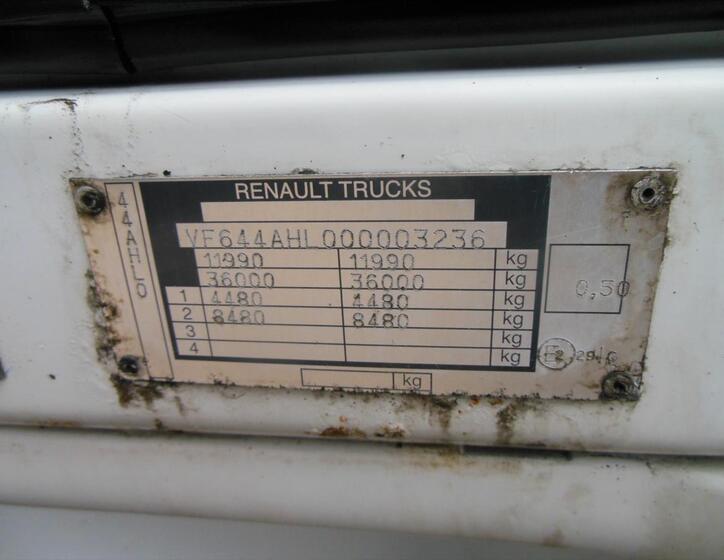 44AHL0
RENAULT TRUCKS
VF644AHL000003236
11990 11990 kg
36000 36000 kg
1 4480 4480 kg
2 8480 8480 kg
3 kg
4 kg
kg
0,50
E2